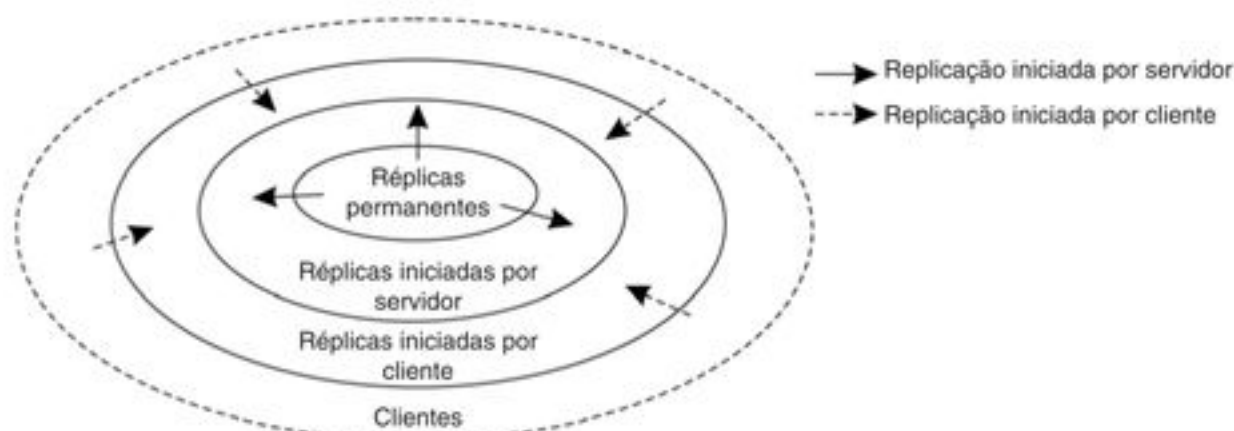 Replicação iniciada por servidor
Replicação iniciada por cliente
Réplicas
permanentes
Réplicas iniciadas por
servidor
Réplicas iniciadas por
cliente
Clientes